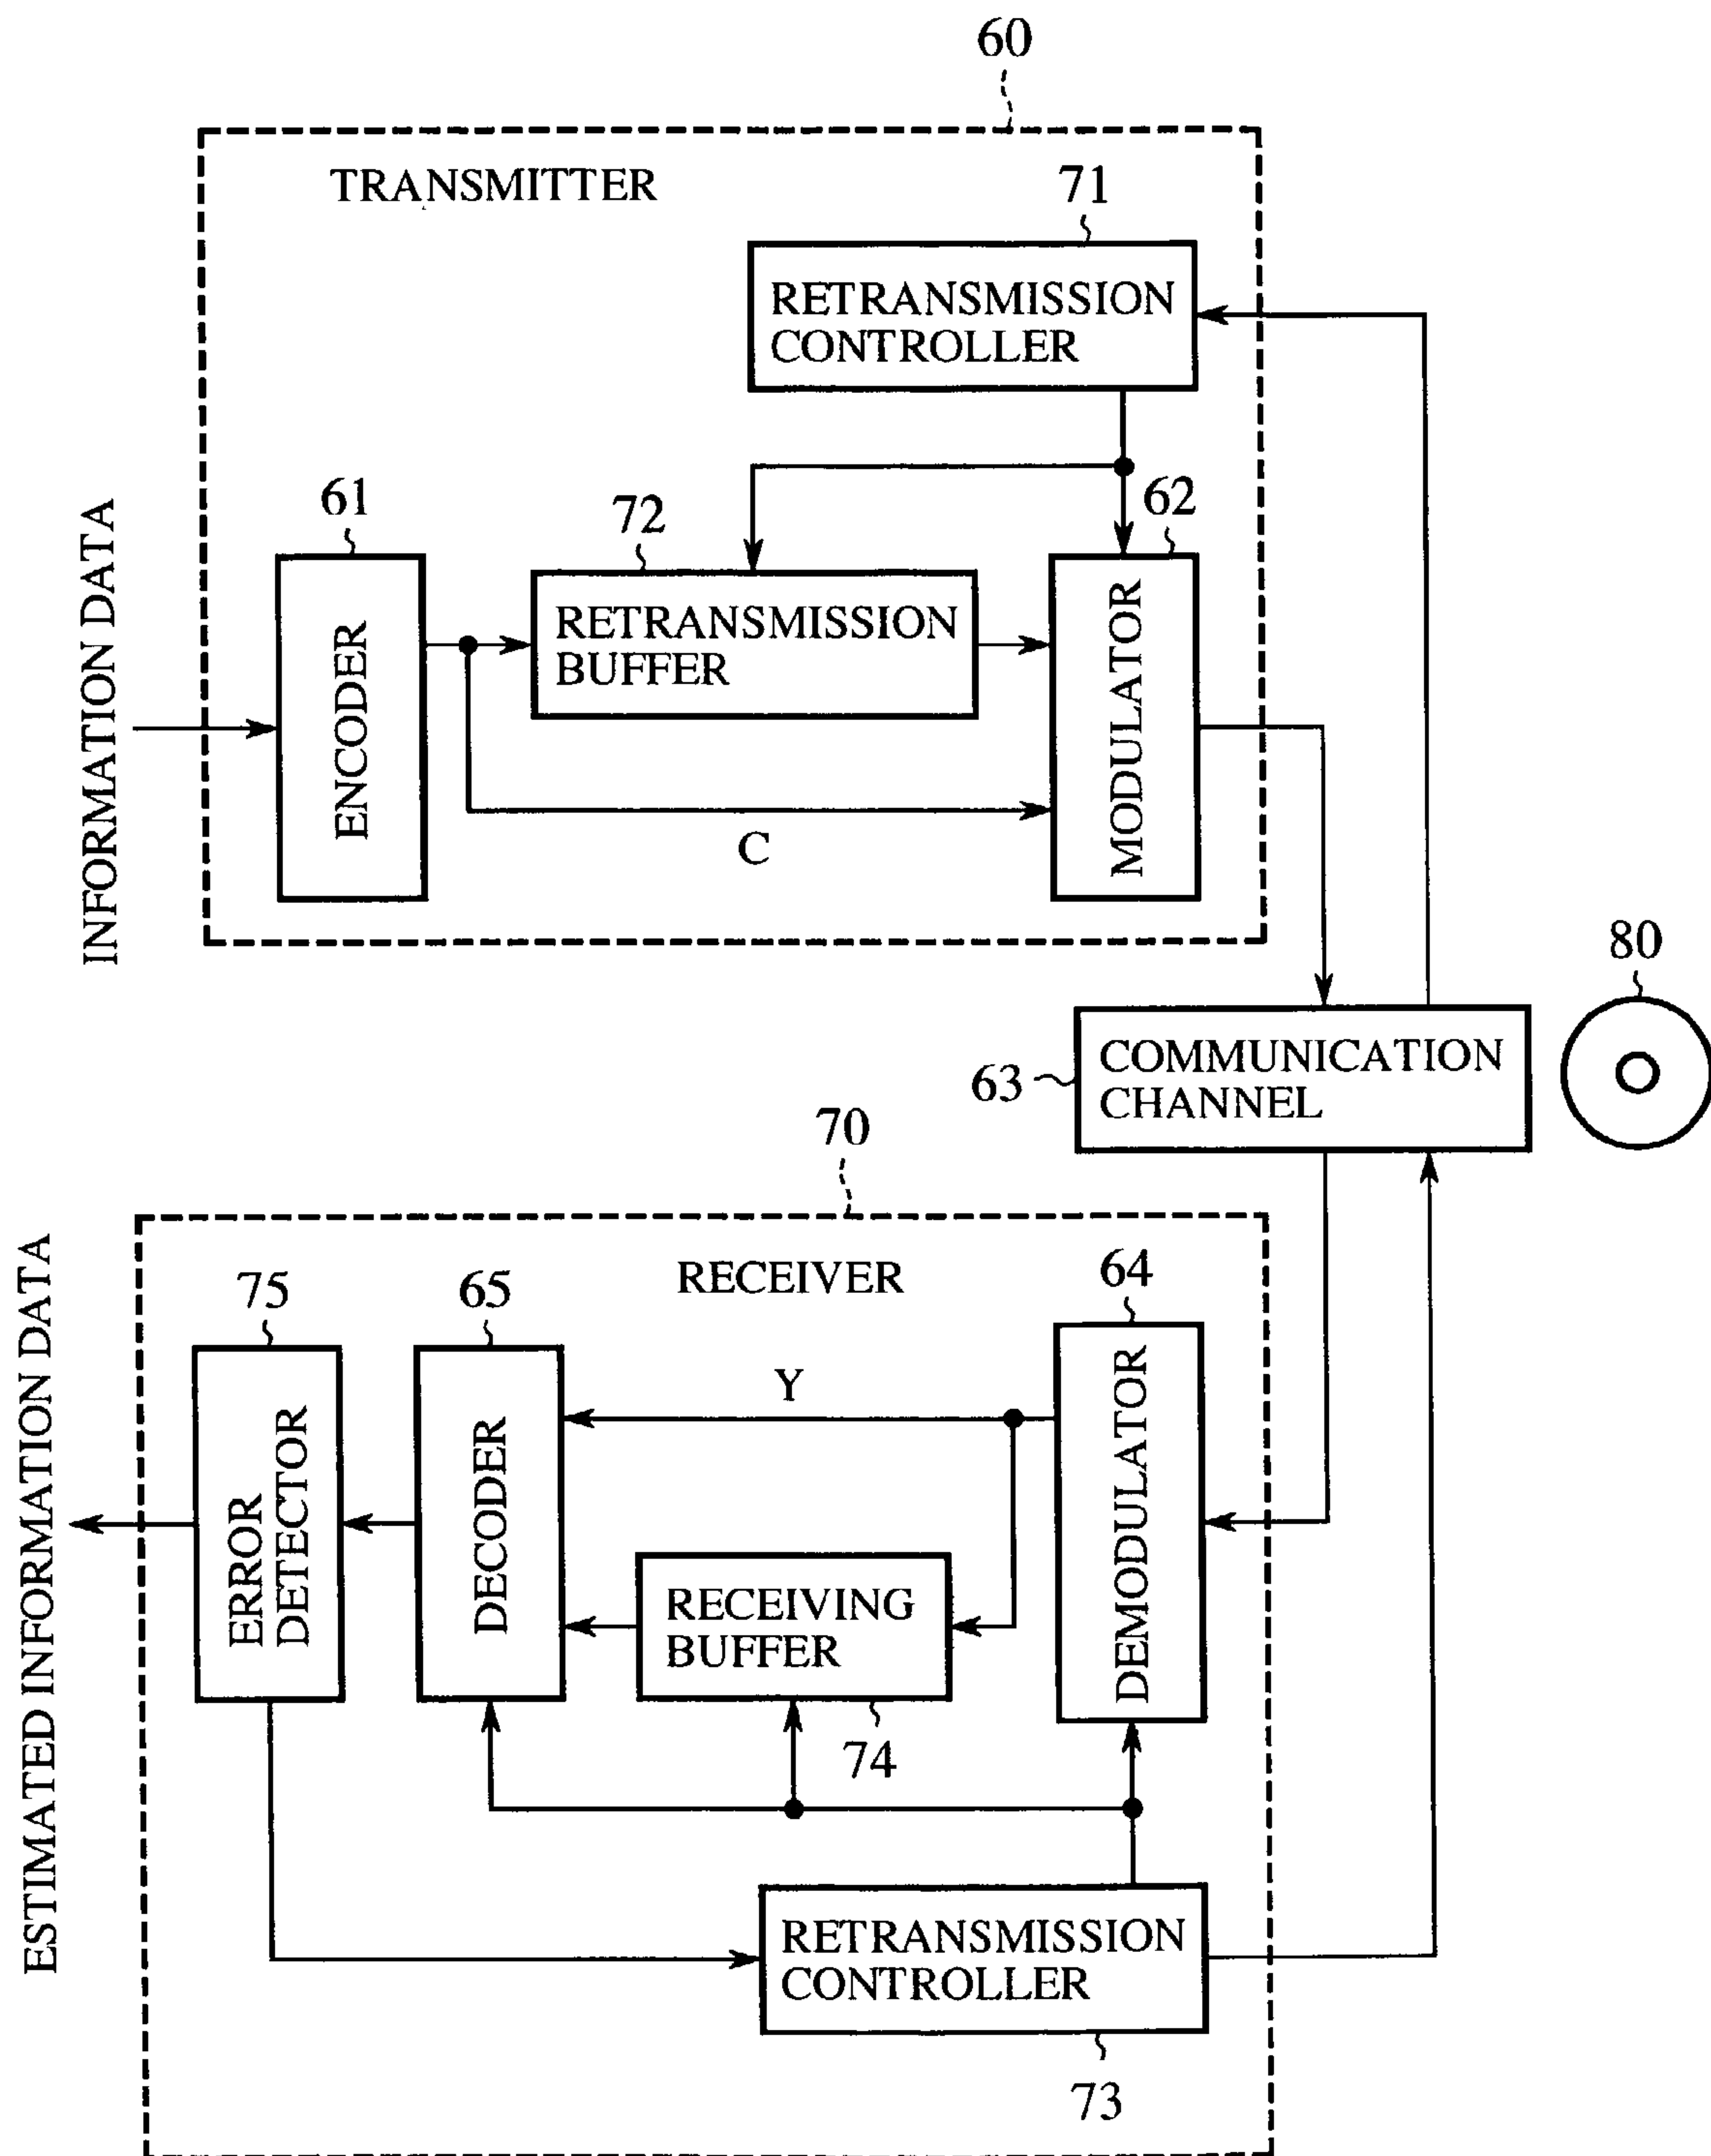 60
TRANSMITTER
71
RETRANSMISSION
CONTROLLER
61
72
62
INFORMATION DATA
ENCODER
RETRANSMISSION
BUFFER
MODULATOR
C
80
63
COMMUNICATION
CHANNEL
70
RECEIVER
75
65
64
ESTIMATED INFORMATION DATA
ERROR
DETECTOR
DECODER
Y
RECEIVING
BUFFER
DEMODULATOR
74
RETRANSMISSION
CONTROLLER
73